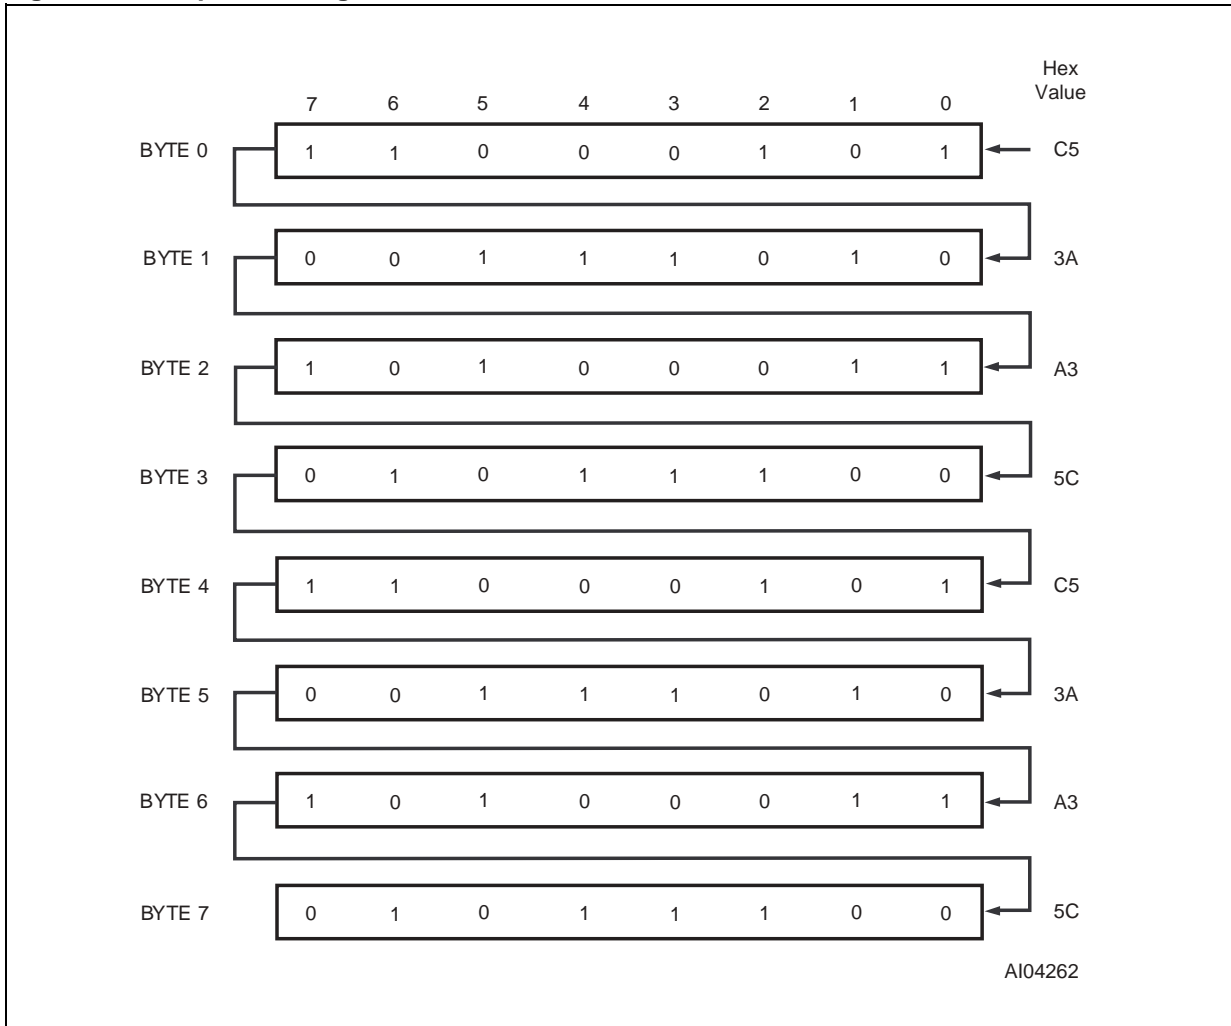 Hex
Value
7 6 5 4 3 2 1 0
BYTE 0 1 1 0 0 0 1 0 1 C5
BYTE 1 0 0 1 1 1 0 1 0 3A
BYTE 2 1 0 1 0 0 0 1 1 A3
BYTE 3 0 1 0 1 1 1 0 0 5C
BYTE 4 1 1 0 0 0 1 0 1 C5
BYTE 5 0 0 1 1 1 0 1 0 3A
BYTE 6 1 0 1 0 0 0 1 1 A3
BYTE 7 0 1 0 1 1 1 0 0 5C
AI04262